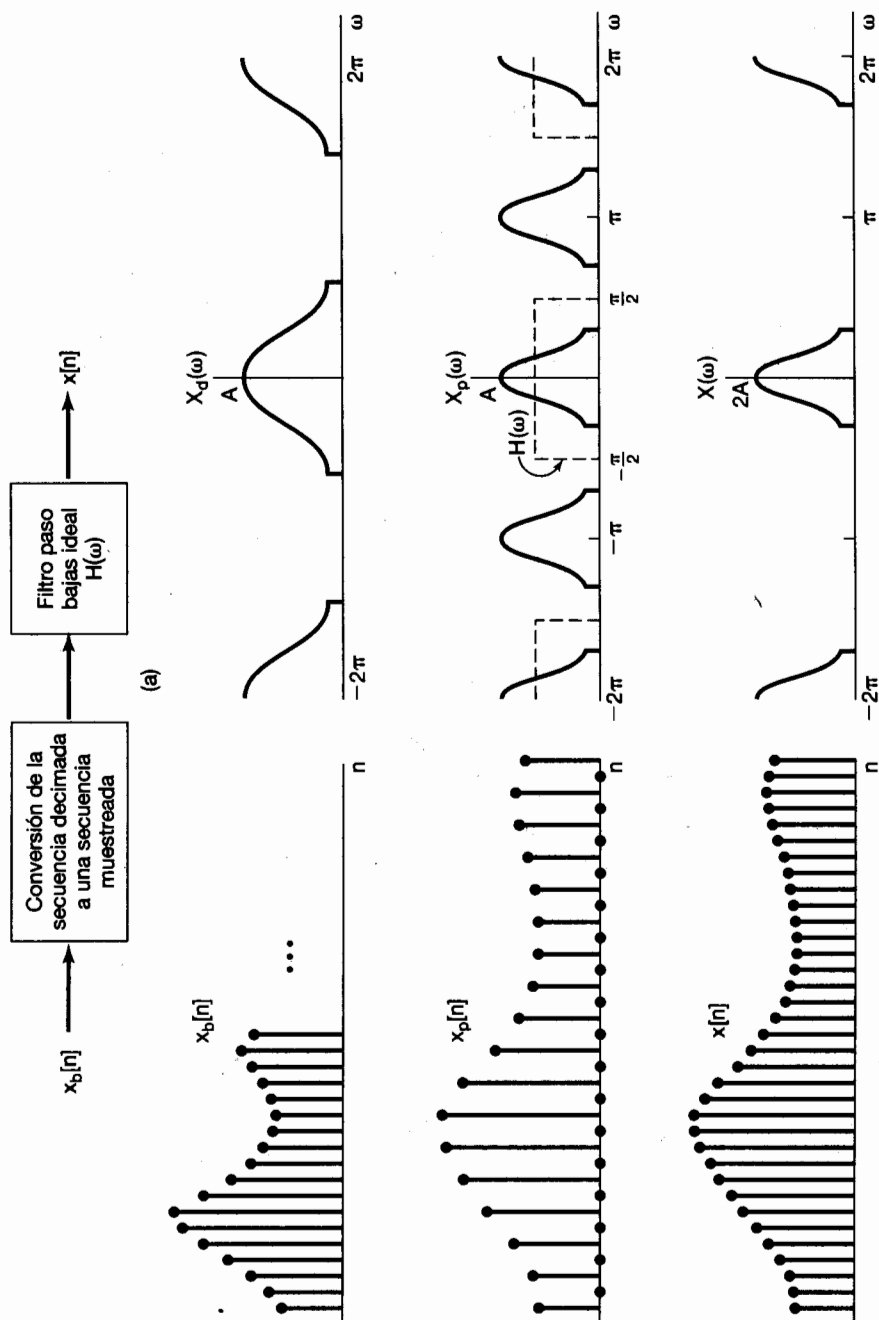 x_b[n]
Conversión de la
secuencia decimada
a una secuencia
muestreada
Filtro paso
bajas ideal
H(ω)
x[n]
(a)
x_b[n]
...
n
X_d(ω)
A
−2π
2π
ω
x_p[n]
n
X_p(ω)
A
H(ω)
−2π
−π
−π/2
π/2
π
2π
ω
x[n]
n
X(ω)
2A
−2π
π
2π
ω